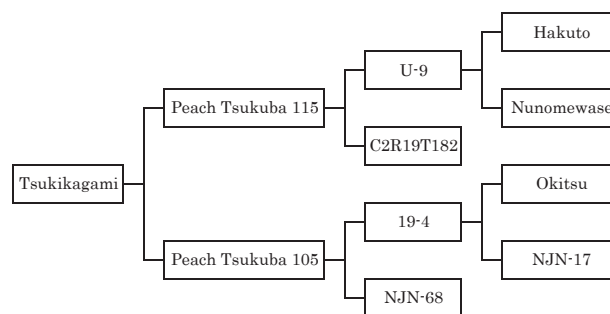 Hakuto
U-9
Peach Tsukuba 115
Nunomewase
C2R19T182
Tsukikagami
Okitsu
19-4
Peach Tsukuba 105
NJN-17
NJN-68